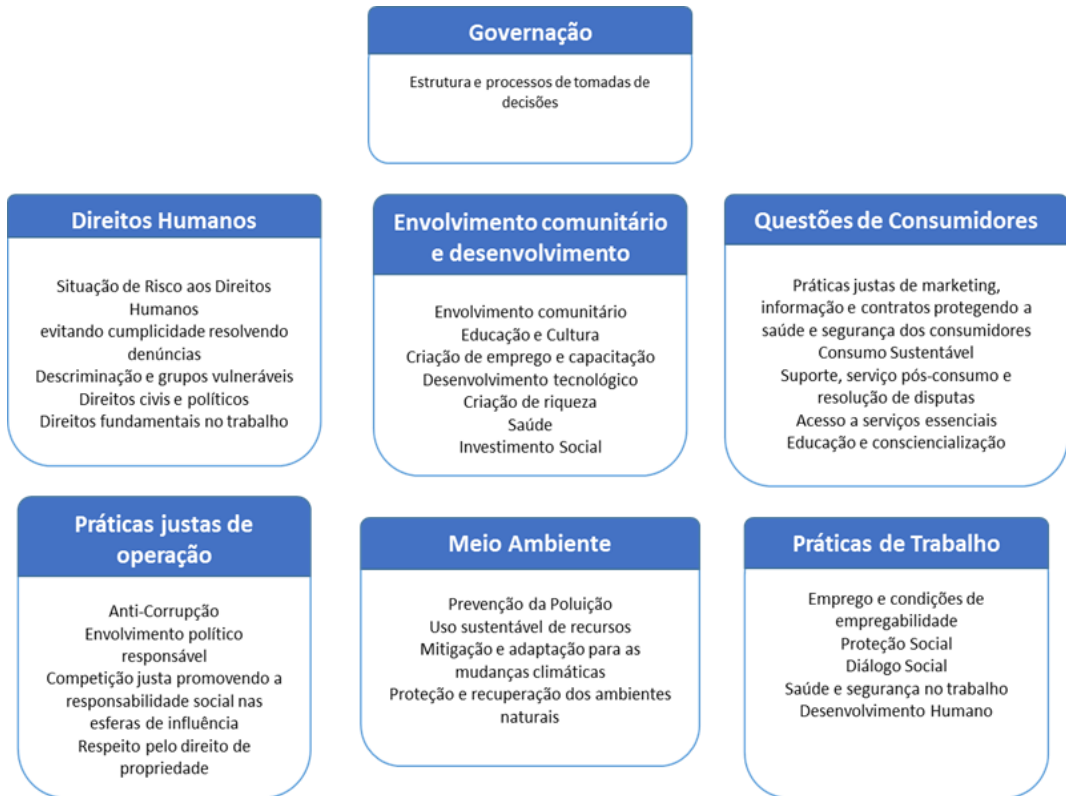 Governação
Estrutura e processos de tomadas de
decisões
Direitos Humanos
Situação de Risco aos Direitos
Humanos
evitando cumplicidade resolvendo
denúncias
Descriminação e grupos vulneráveis
Direitos civis e políticos
Direitos fundamentais no trabalho
Envolvimento comunitário
e desenvolvimento
Envolvimento comunitário
Educação e Cultura
Criação de emprego e capacitação
Desenvolvimento tecnológico
Criação de riqueza
Saúde
Investimento Social
Questões de Consumidores
Práticas justas de marketing,
informação e contratos protegendo a
saúde e segurança dos consumidores
Consumo Sustentável
Suporte, serviço pós-consumo e
resolução de disputas
Acesso a serviços essenciais
Educação e consciencialização
Práticas justas de
operação
Anti-Corrupção
Envolvimento político
responsável
Competição justa promovendo a
responsabilidade social nas
esferas de influência
Respeito pelo direito de
propriedade
Meio Ambiente
Prevenção da Poluição
Uso sustentável de recursos
Mitigação e adaptação para as
mudanças climáticas
Proteção e recuperação dos ambientes
naturais
Práticas de Trabalho
Emprego e condições de
empregabilidade
Proteção Social
Diálogo Social
Saúde e segurança no trabalho
Desenvolvimento Humano